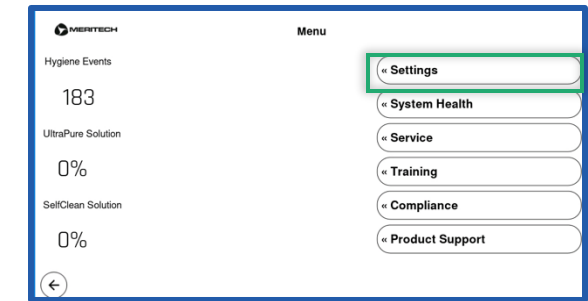 MERITECH
Menu
Hygiene Events
183
UltraPure Solution
0%
SelfClean Solution
0%
« Settings
« System Health
« Service
« Training
« Compliance
« Product Support